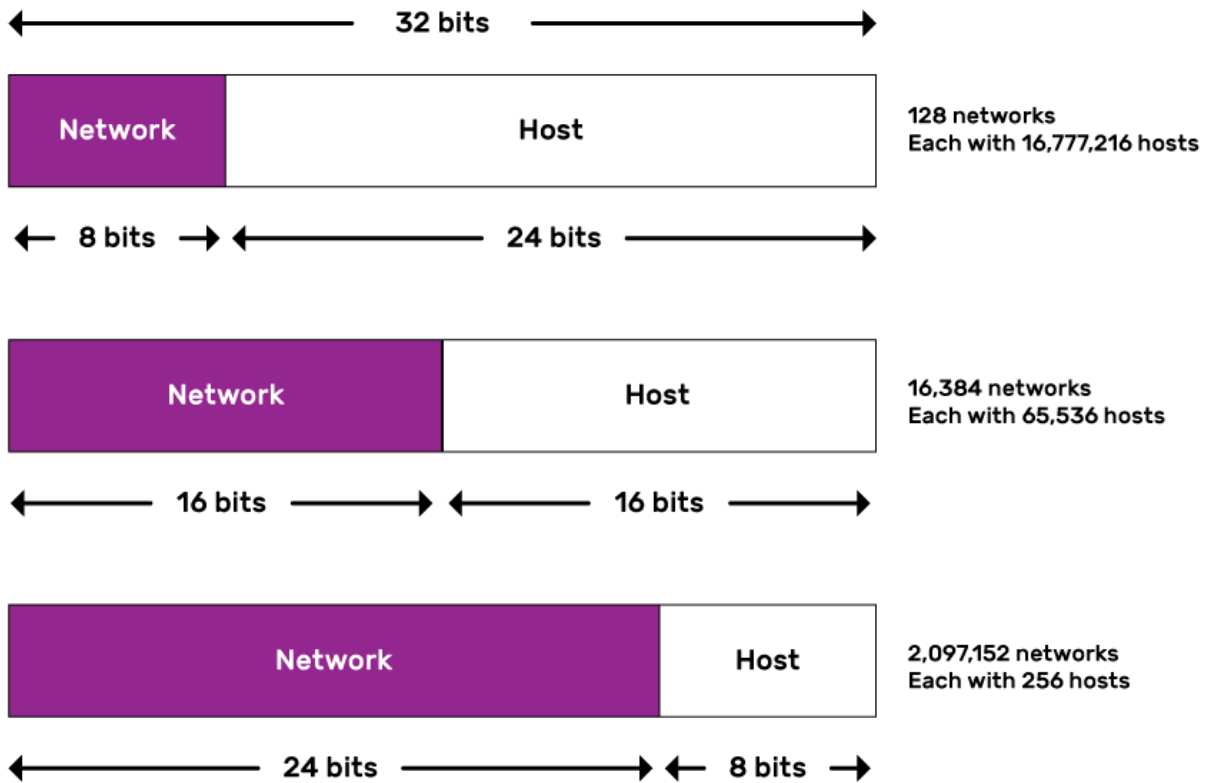 32 bits
Network Host
128 networks
Each with 16,777,216 hosts
8 bits 24 bits
Network Host
16,384 networks
Each with 65,536 hosts
16 bits 16 bits
Network Host
2,097,152 networks
Each with 256 hosts
24 bits 8 bits